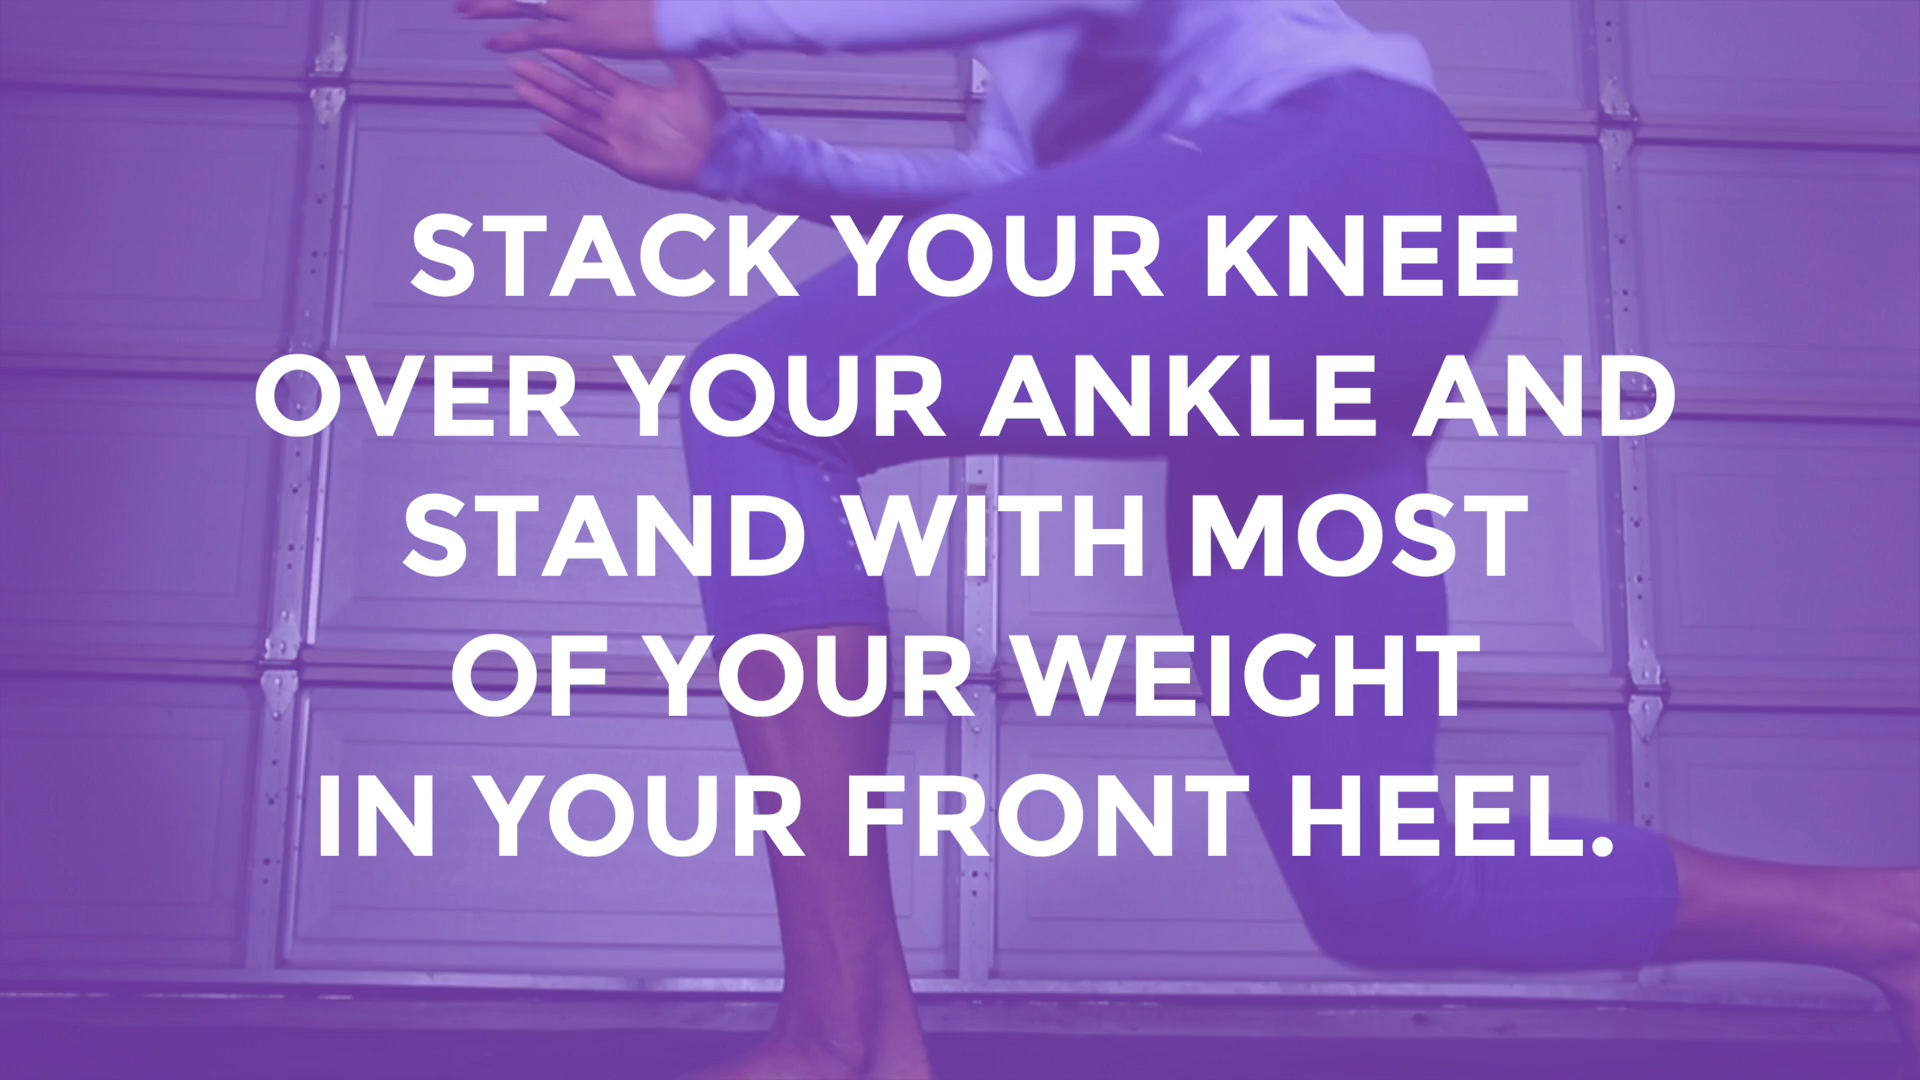 STACK YOUR KNEE
OVER YOUR ANKLE AND
STAND WITH MOST
OF YOUR WEIGHT
IN YOUR FRONT HEEL.